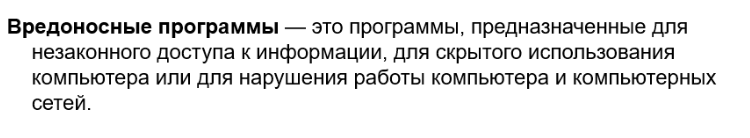 Вредоносные программы — это программы, предназначенные для
незаконного доступа к информации, для скрытого использования
компьютера или для нарушения работы компьютера и компьютерных
сетей.